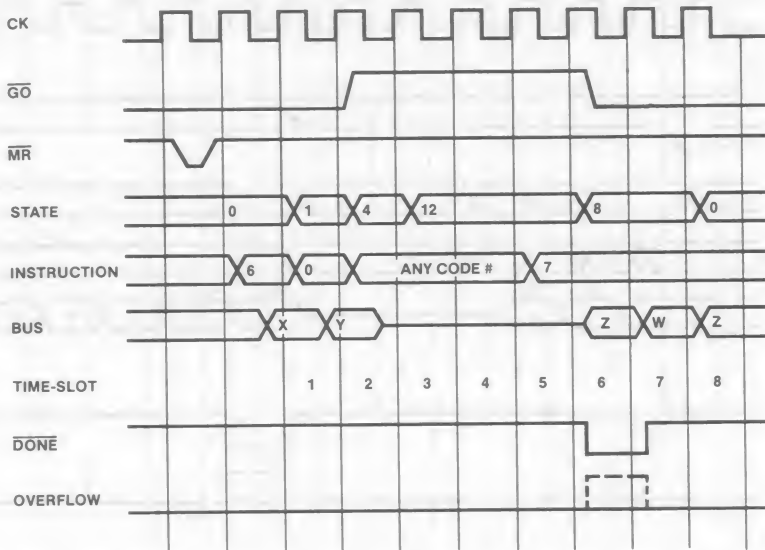 CK
GO
MR
STATE 0 1 4 12 8 0
INSTRUCTION 6 0 ANY CODE # 7
BUS X Y Z W Z
TIME-SLOT 1 2 3 4 5 6 7 8
DONE
OVERFLOW